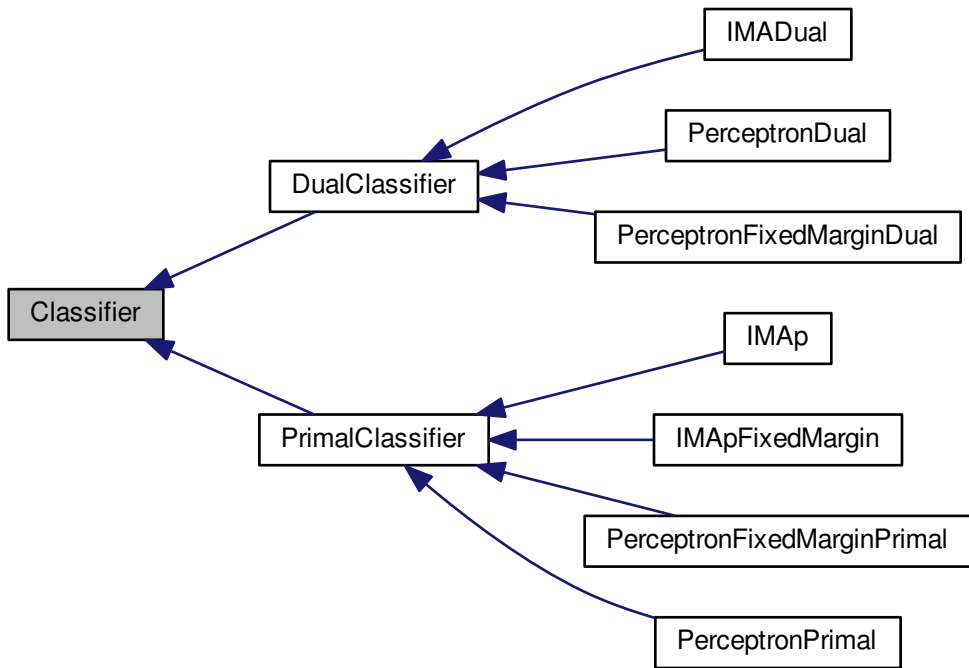 IMADual
PerceptronDual
DualClassifier
PerceptronFixedMarginDual
Classifier
IMAp
PrimalClassifier
IMApFixedMargin
PerceptronFixedMarginPrimal
PerceptronPrimal